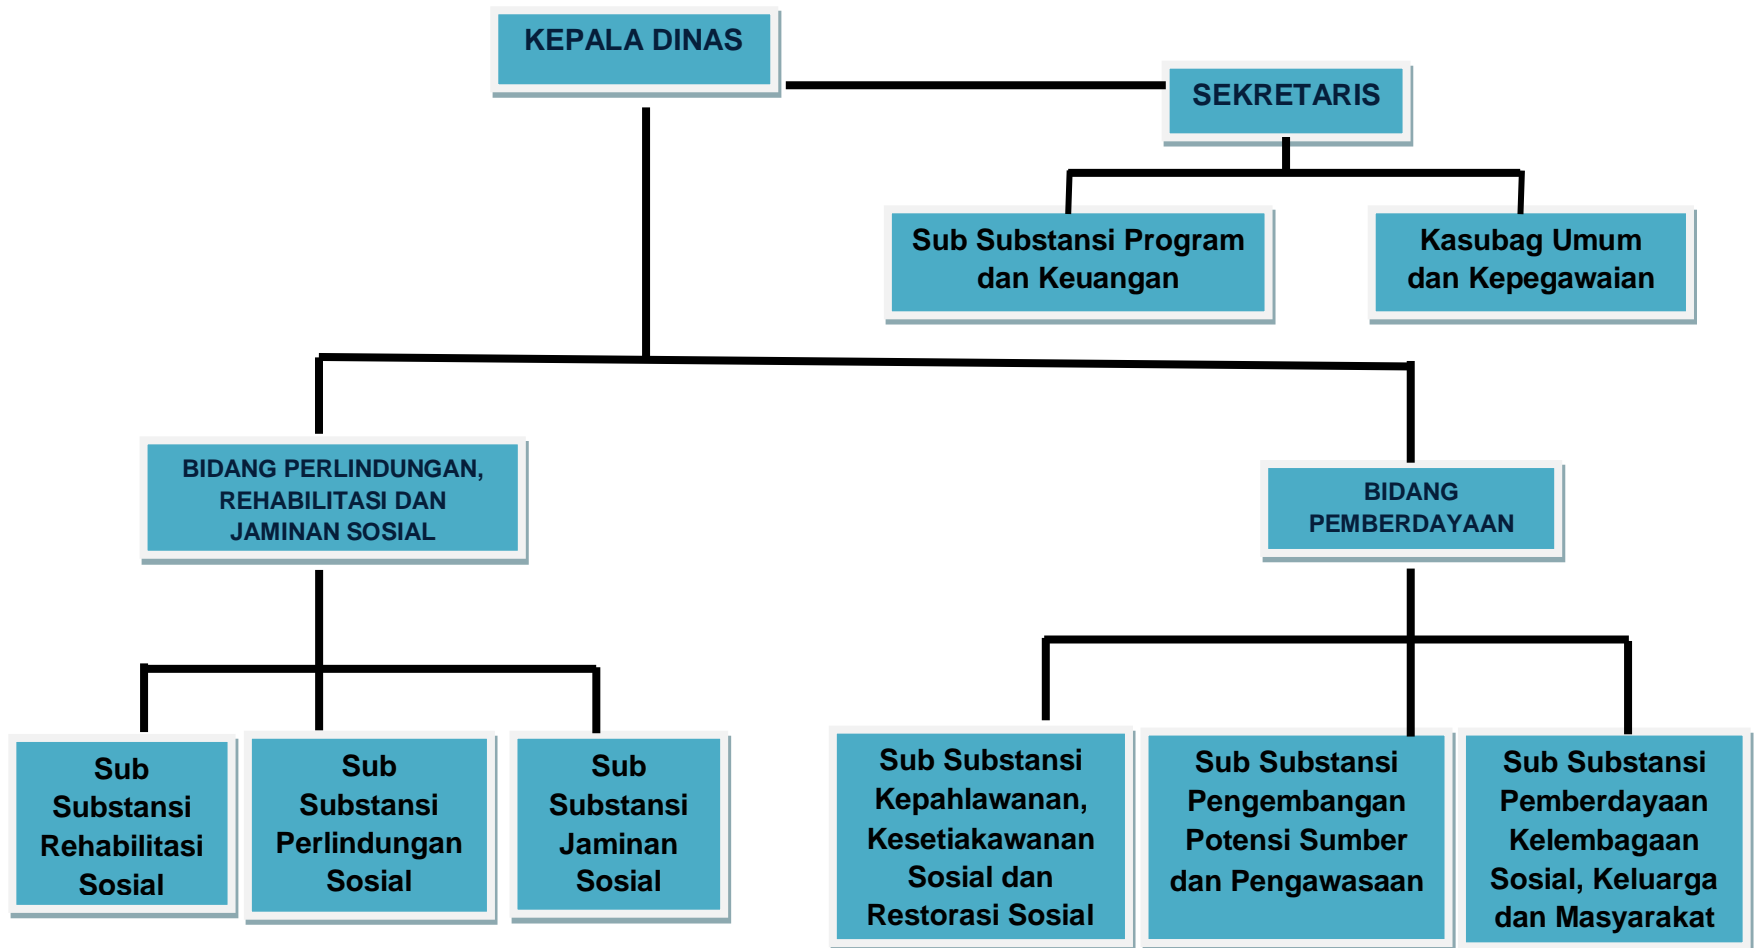 KEPALA DINAS
SEKRETARIS
Sub Substansi Program
dan Keuangan
Kasubag Umum
dan Kepegawaian
BIDANG PERLINDUNGAN,
REHABILITASI DAN
JAMINAN SOSIAL
BIDANG
PEMBERDAYAAN
Sub
Substansi
Rehabilitasi
Sosial
Sub
Substansi
Perlindungan
Sosial
Sub
Substansi
Jaminan
Sosial
Sub Substansi
Kepahlawanan,
Kesetiakawanan
Sosial dan
Restorasi Sosial
Sub Substansi
Pengembangan
Potensi Sumber
dan Pengawasaan
Sub Substansi
Pemberdayaan
Kelembagaan
Sosial, Keluarga
dan Masyarakat